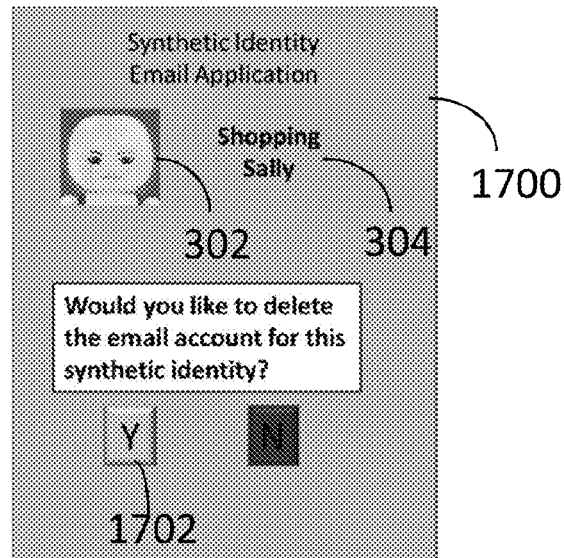 Synthetic Identity
Email Application
Shopping
Sally
1700
302
304
Would you like to delete
the email account for this
synthetic identity?
Y N
1702